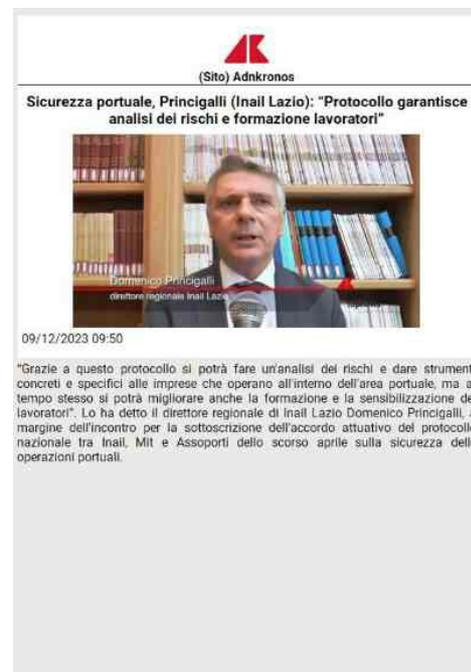 (Sito) Adnkronos
Sicurezza portuale, Princigalli (Inail Lazio): "Protocollo garantisce
analisi dei rischi e formazione lavoratori"
Domenico Princigalli
direttore regionale Inail Lazio
09/12/2023 09:50
"Grazie a questo protocollo si potrà fare un'analisi dei rischi e dare strument
concreti e specifici alle imprese che operano all'interno dell'area portuale, ma a
tempo stesso si potrà migliorare anche la formazione e la sensibilizzazione de
lavoratori". Lo ha detto il direttore regionale di Inail Lazio Domenico Princigalli,
margine dell'incontro per la sottoscrizione dell'accordo attuativo del protocoll
nazionale tra Inail, Mit e Assoporti dello scorso aprile sulla sicurezza dell
operazioni portuali.